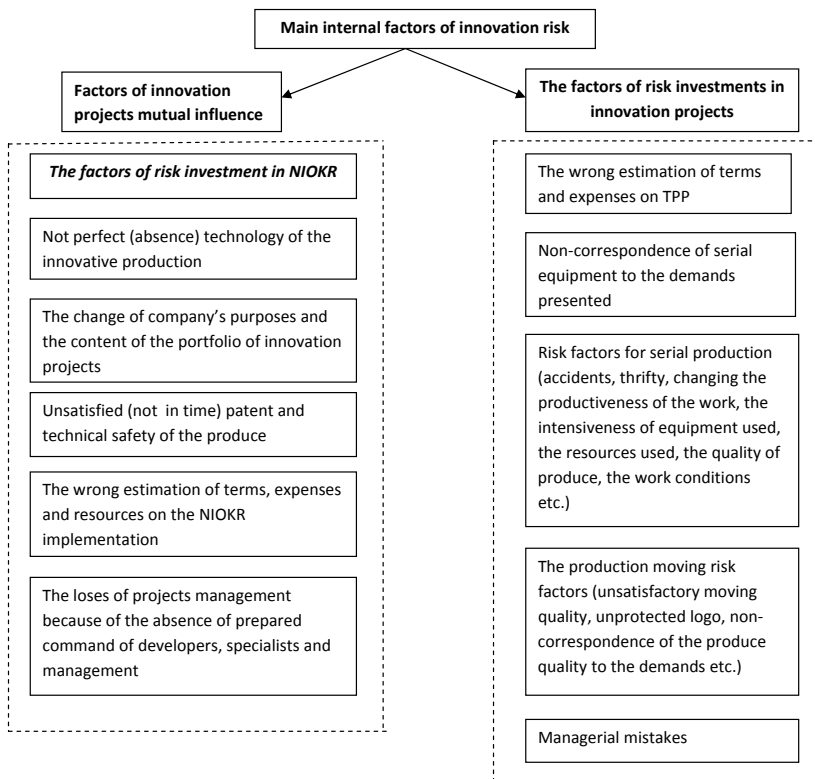 Main internal factors of innovation risk
Factors of innovation
projects mutual influence
The factors of risk investments in
innovation projects
The factors of risk investment in NIOKR
Not perfect (absence) technology of the
innovative production
The change of company’s purposes and
the content of the portfolio of innovation
projects
Unsatisfied (not in time) patent and
technical safety of the produce
The wrong estimation of terms, expenses
and resources on the NIOKR
implementation
The loses of projects management
because of the absence of prepared
command of developers, specialists and
management
The wrong estimation of terms
and expenses on TPP
Non-correspondence of serial
equipment to the demands
presented
Risk factors for serial production
(accidents, thrifty, changing the
productiveness of the work, the
intensiveness of equipment used,
the resources used, the quality of
produce, the work conditions
etc.)
The production moving risk
factors (unsatisfactory moving
quality, unprotected logo, non-
correspondence of the produce
quality to the demands etc.)
Managerial mistakes